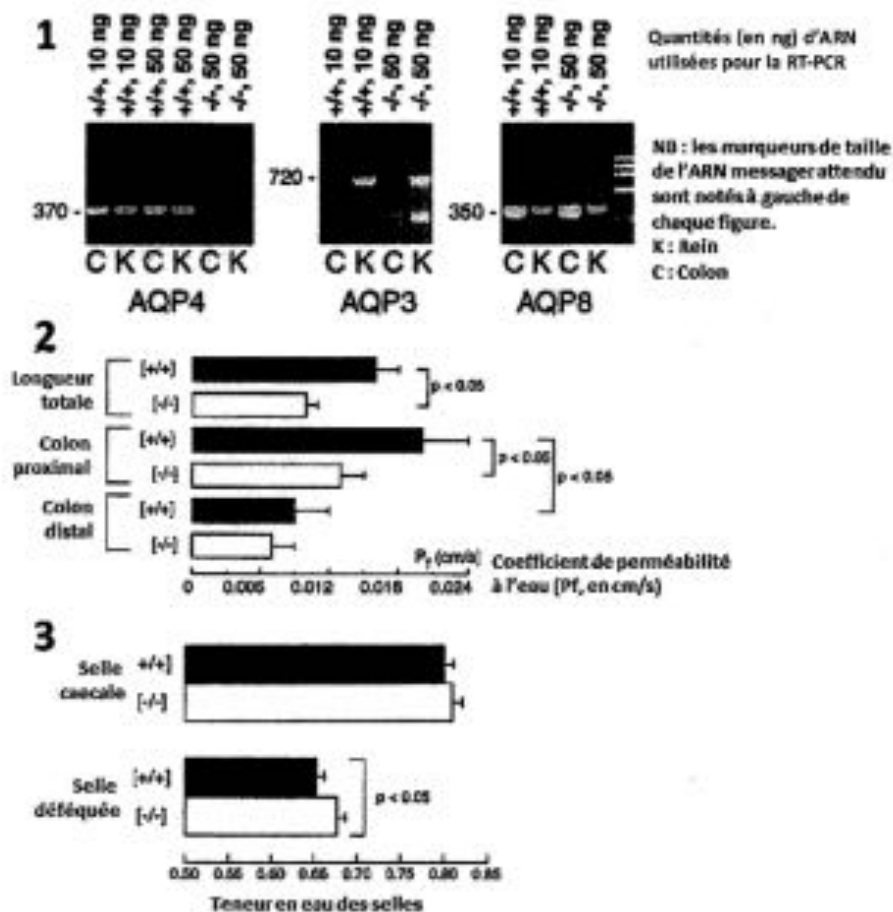 1
+/+, 10 ng
+/+, 10 ng
+/+, 50 ng
+/+, 50 ng
-/-, 50 ng
-/-, 50 ng
+/+, 10 ng
+/+, 10 ng
-/-, 50 ng
-/-, 50 ng
+/+, 10 ng
+/+, 10 ng
-/-, 50 ng
-/-, 50 ng
Quantités (en ng) d'ARN
utilisées pour la RT-PCR
370 -
720 -
350 -
NB : les marqueurs de taille
de l'ARN messager attendu
sont notés à gauche de
chaque figure.
K : Rein
C : Colon
C K C K C K
C K C K
C K C K
AQP4
AQP3
AQP8
2
Longueur
totale
[+/+]
[-/-]
p < 0.05
Colon
proximal
[+/+]
[-/-]
p < 0.05
p < 0.05
Colon
distal
[+/+]
[-/-]
Pf (cm/s)
0 0.006 0.012 0.018 0.024
Coefficient de perméabilité
à l'eau (Pf, en cm/s)
3
Selle
caecale
+/+]
[-/-]
Selle
déféquée
[+/+]
[-/-]
p < 0.05
0.50 0.55 0.60 0.65 0.70 0.75 0.80 0.85
Teneur en eau des selles